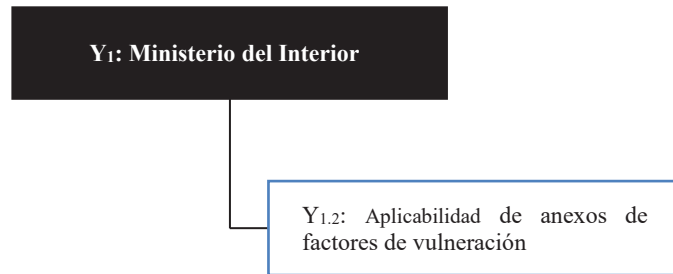 Y1: Ministerio del Interior
Y1.2: Aplicabilidad de anexos de
factores de vulneración